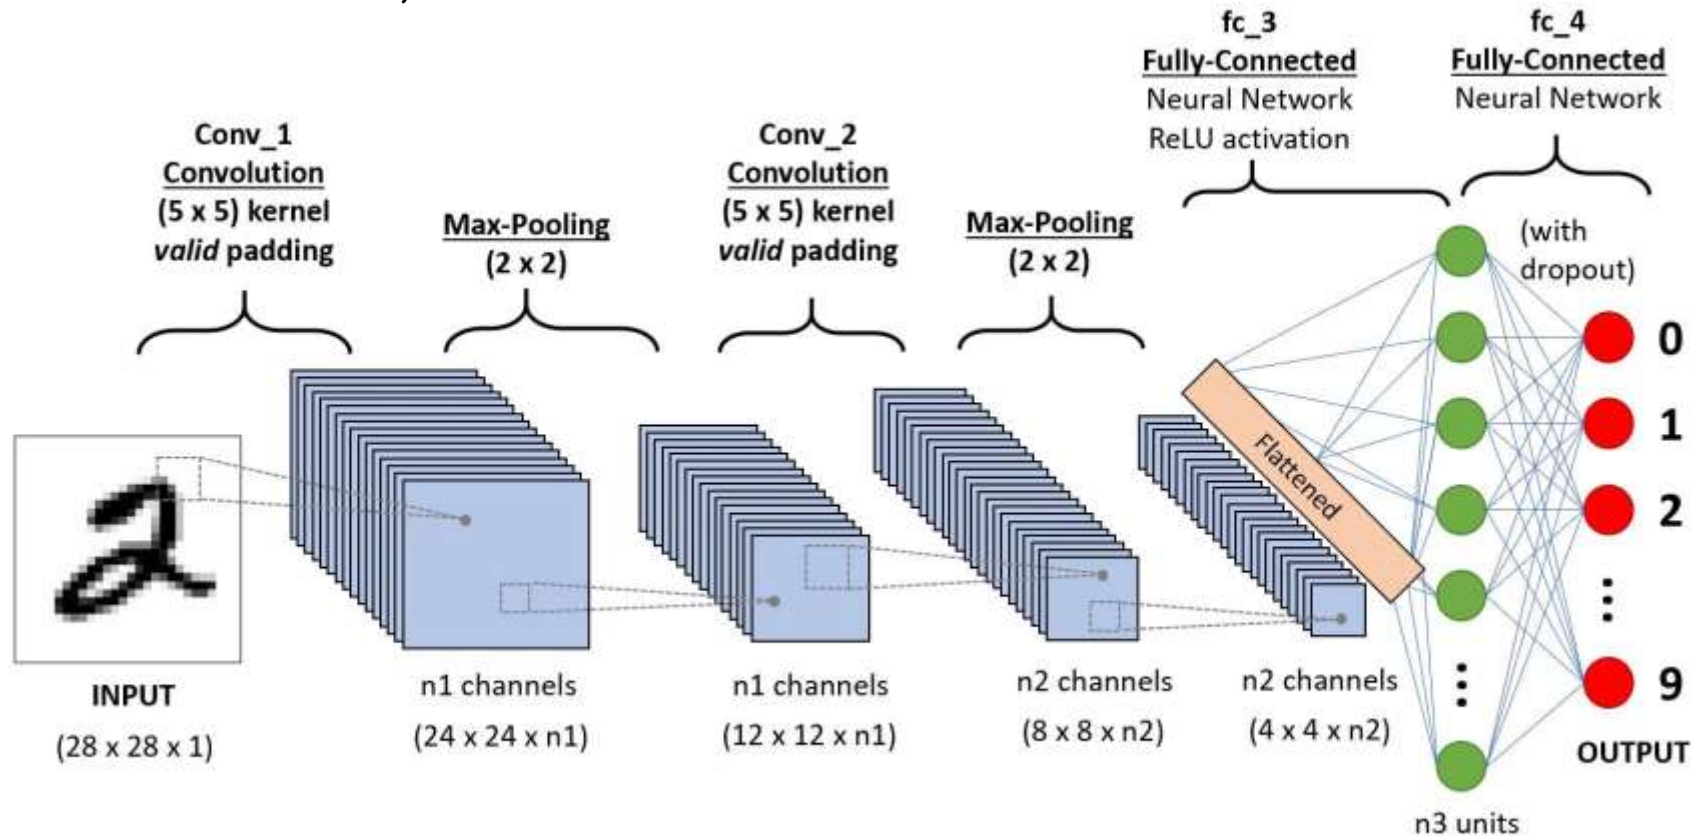 Conv_1
Convolution
(5 x 5) kernel
valid padding
Max-Pooling
(2 x 2)
Conv_2
Convolution
(5 x 5) kernel
valid padding
Max-Pooling
(2 x 2)
fc_3
Fully-Connected
Neural Network
ReLU activation
fc_4
Fully-Connected
Neural Network
(with
dropout)
Flattened
0
1
2
9
OUTPUT
INPUT
(28 x 28 x 1)
n1 channels
(24 x 24 x n1)
n1 channels
(12 x 12 x n1)
n2 channels
(8 x 8 x n2)
n2 channels
(4 x 4 x n2)
n3 units